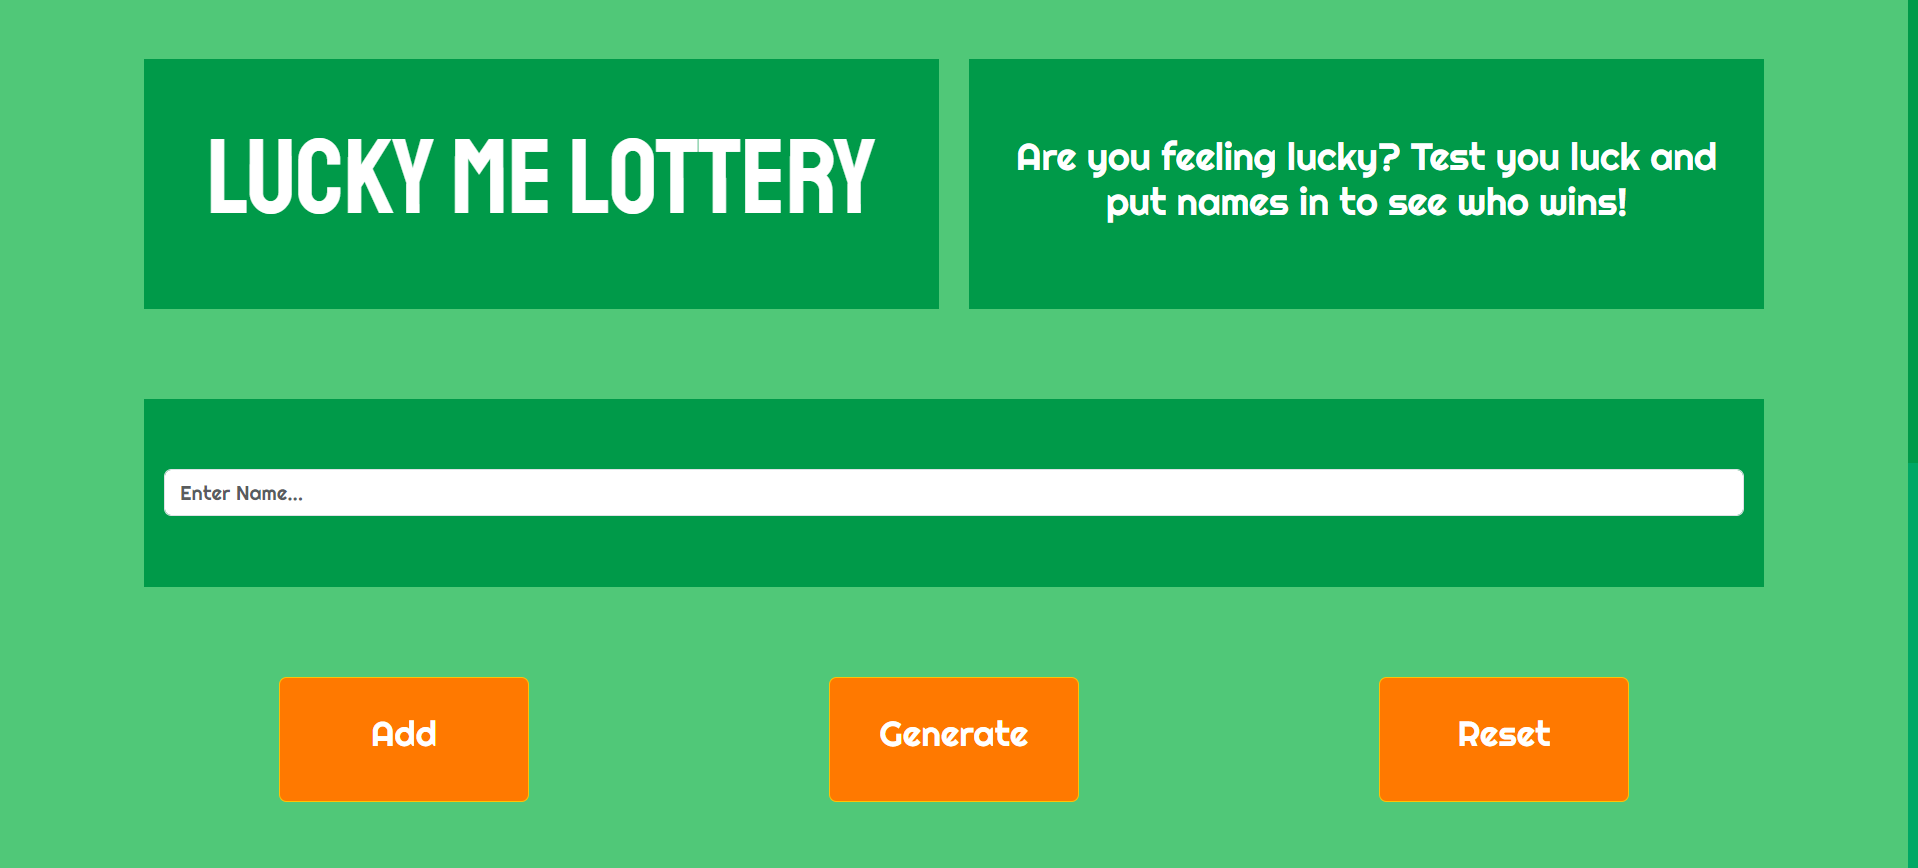 LUCKY ME LOTTERY
Are you feeling lucky? Test you luck and
put names in to see who wins!
Enter Name...
Add
Generate
Reset